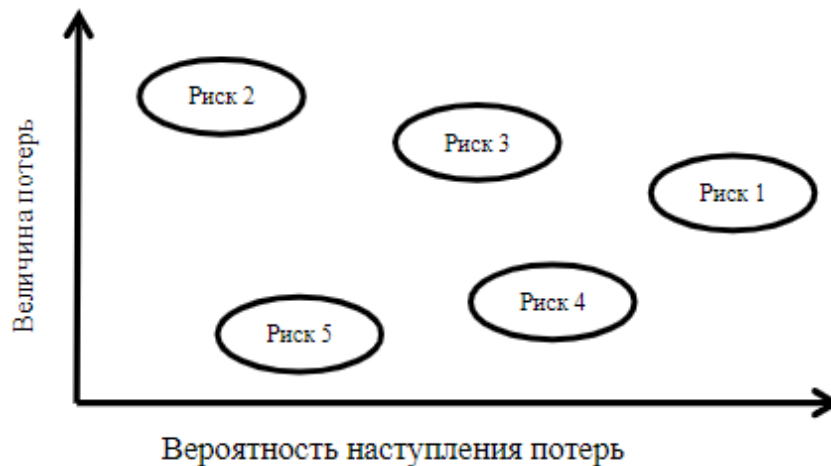 Риск 2
Риск 3
Риск 1
Риск 4
Риск 5
Величина потерь
Вероятность наступления потерь